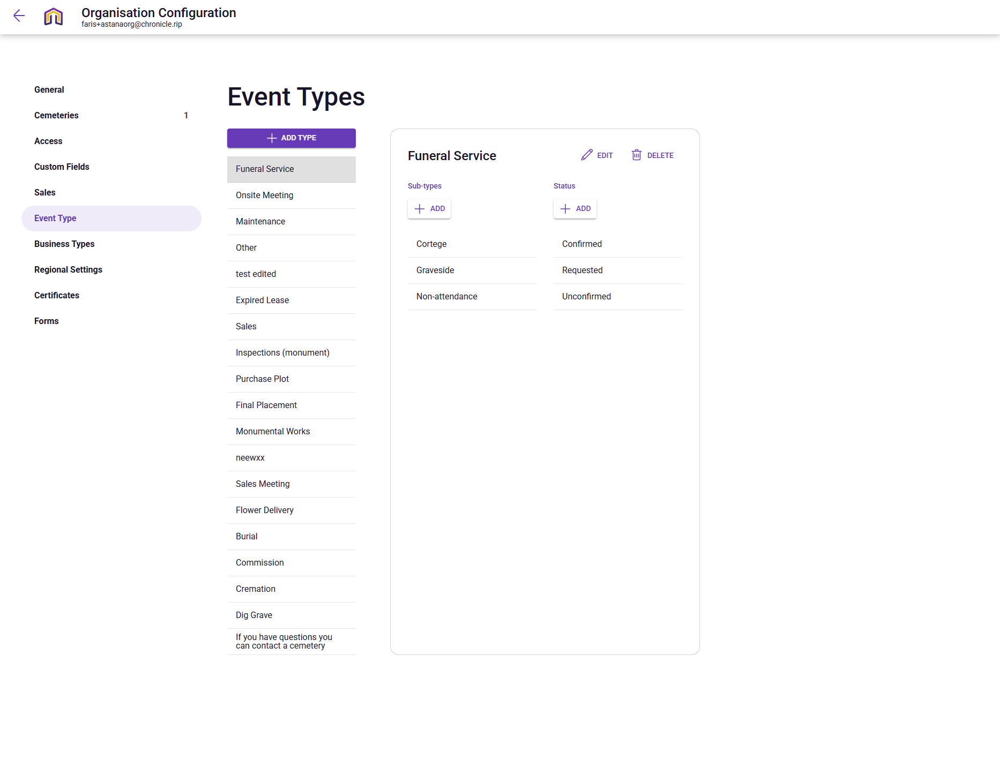 Organisation Configuration
faris+astanaorg@chronicle.rip
General
Cemeteries 1
Access
Custom Fields
Sales
Event Type
Business Types
Regional Settings
Certificates
Forms
Event Types
ADD TYPE
Funeral Service
Onsite Meeting
Maintenance
Other
test edited
Expired Lease
Sales
Inspections (monument)
Purchase Plot
Final Placement
Monumental Works
neewxx
Sales Meeting
Flower Delivery
Burial
Commission
Cremation
Dig Grave
If you have questions you
can contact a cemetery
Funeral Service
EDIT
DELETE
Sub-types
ADD
Cortege
Graveside
Non-attendance
Status
ADD
Confirmed
Requested
Unconfirmed